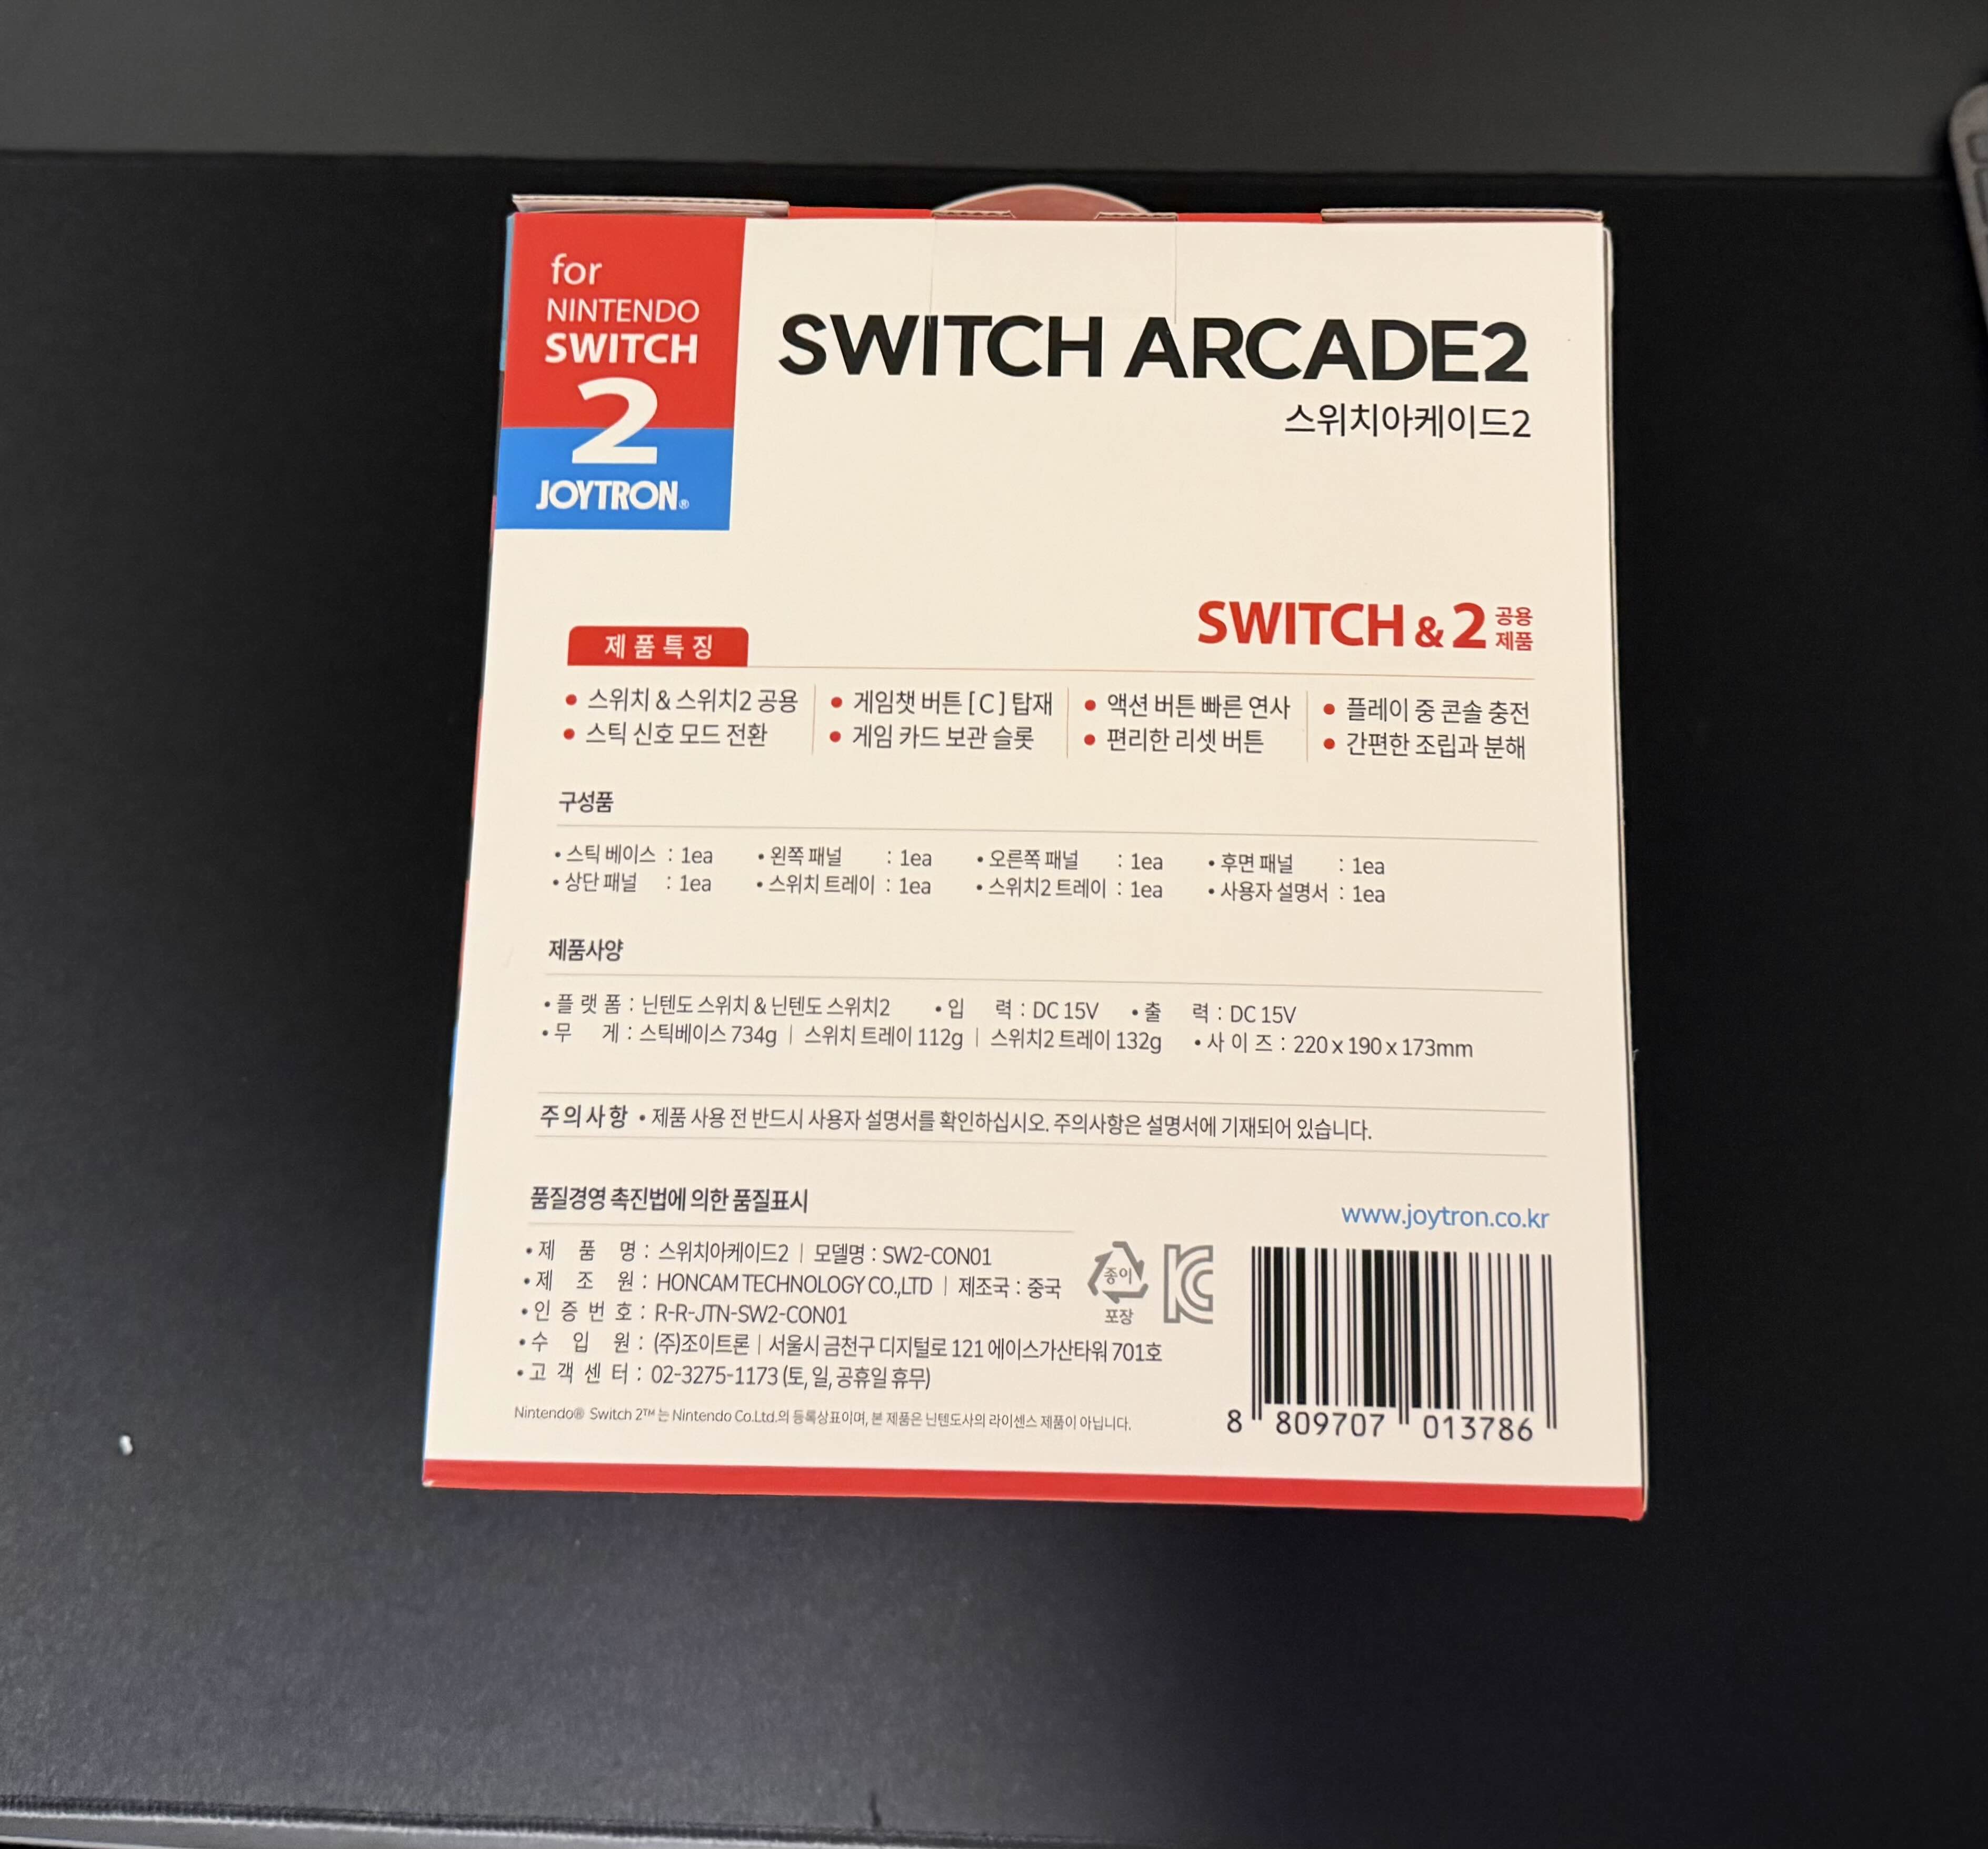 for
NINTENDO
SWITCH
2
JOYTRON®
SWITCH ARCADE2
스위치아케이드2
SWITCH & 2 공용 제품
제품특징
• 스위치 & 스위치2 공용
• 스틱 신호 모드 전환
• 게임챗 버튼 [ C ] 탑재
• 게임 카드 보관 슬롯
• 액션 버튼 빠른 연사
• 편리한 리셋 버튼
• 플레이 중 콘솔 충전
• 간편한 조립과 분해
구성품
• 스틱 베이스 : 1ea • 왼쪽 패널 : 1ea • 오른쪽 패널 : 1ea • 후면 패널 : 1ea
• 상단 패널 : 1ea • 스위치 트레이 : 1ea • 스위치2 트레이 : 1ea • 사용자 설명서 : 1ea
제품사양
• 플 랫 폼 : 닌텐도 스위치 & 닌텐도 스위치2 • 입 력 : DC 15V • 출 력 : DC 15V
• 무 게 : 스틱베이스 734g | 스위치 트레이 112g | 스위치2 트레이 132g • 사 이 즈 : 220 x 190 x 173mm
주의사항 • 제품 사용 전 반드시 사용자 설명서를 확인하십시오. 주의사항은 설명서에 기재되어 있습니다.
품질경영 촉진법에 의한 품질표시
• 제 품 명 : 스위치아케이드2 | 모델명 : SW2-CON01
• 제 조 원 : HONCAM TECHNOLOGY CO.,LTD | 제조국 : 중국
• 인 증 번 호 : R-R-JTN-SW2-CON01
• 수 입 원 : (주)조이트론 | 서울시 금천구 디지털로 121 에이스가산타워 701호
• 고 객 센 터 : 02-3275-1173 (토, 일, 공휴일 휴무)
Nintendo® Switch 2™ 는 Nintendo Co.Ltd.의 등록상표이며, 본 제품은 닌텐도사의 라이센스 제품이 아닙니다.
종이
포장
KC
www.joytron.co.kr
8 809707 013786